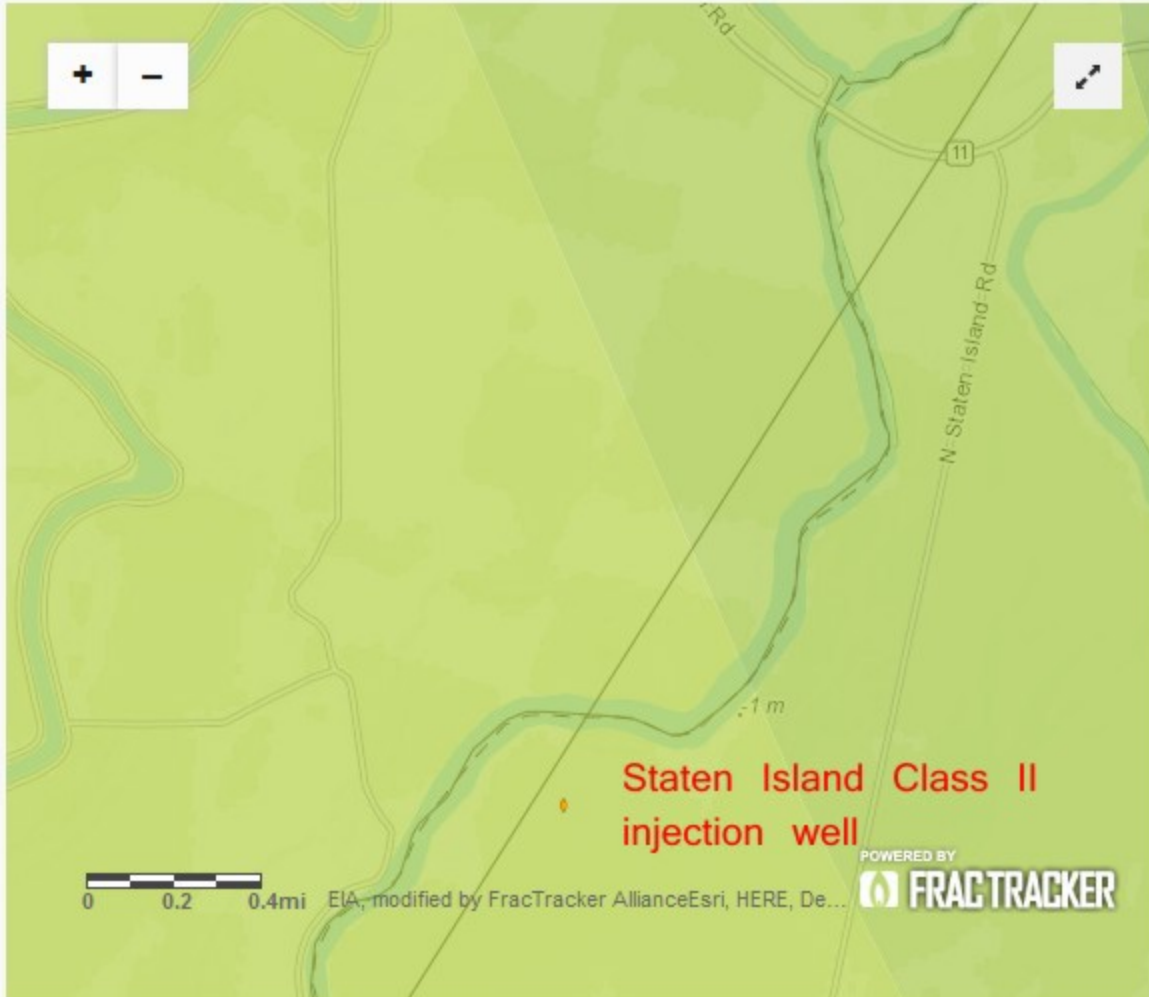 + −
Rd
11
N Staten Island Rd
-1 m
Staten Island Class II
injection well
POWERED BY
FRACTRACKER
0 0.2 0.4mi
EIA, modified by FracTracker AllianceEsri, HERE, De...